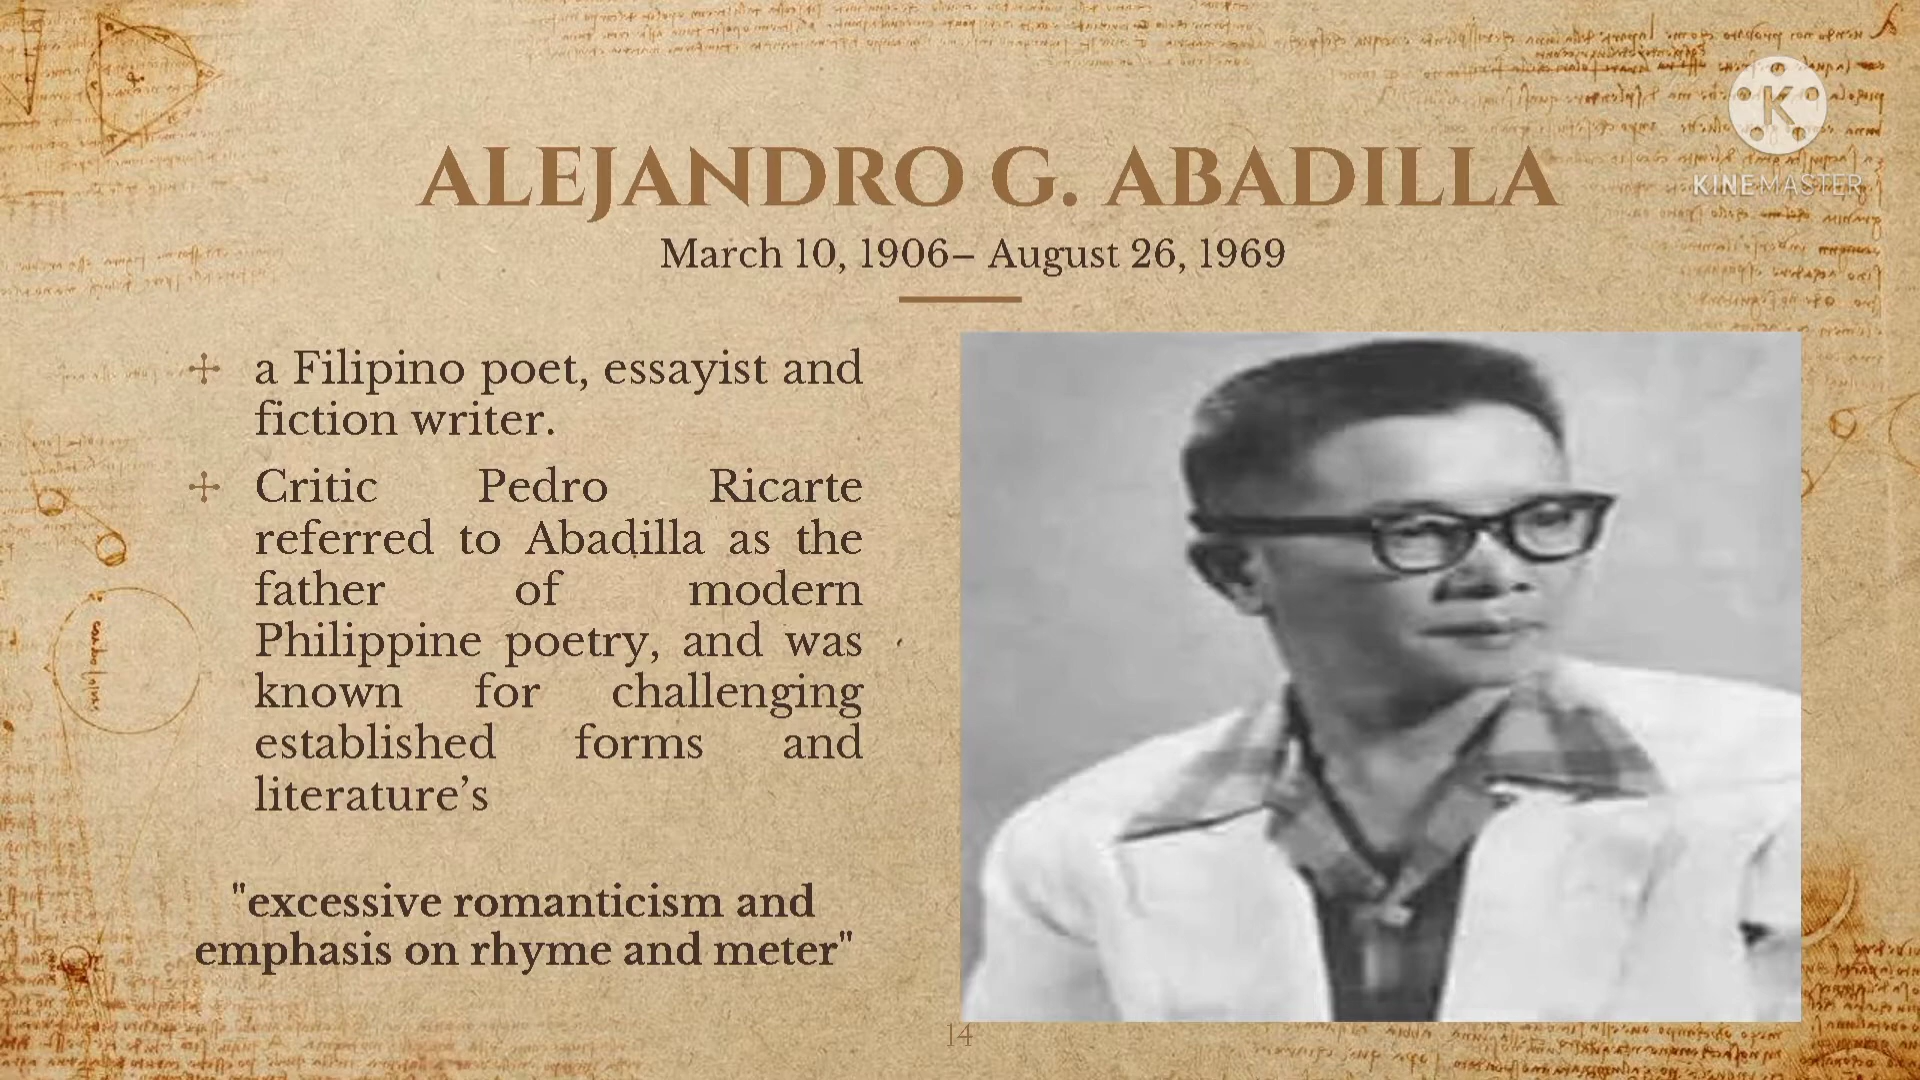 KINEMASTER
ALEJANDRO G. ABADILLA
March 10, 1906– August 26, 1969
a Filipino poet, essayist and
fiction writer.
Critic Pedro Ricarte
referred to Abadilla as the
father of modern
Philippine poetry, and was
known for challenging
established forms and
literature's
"excessive romanticism and
emphasis on rhyme and meter"
14